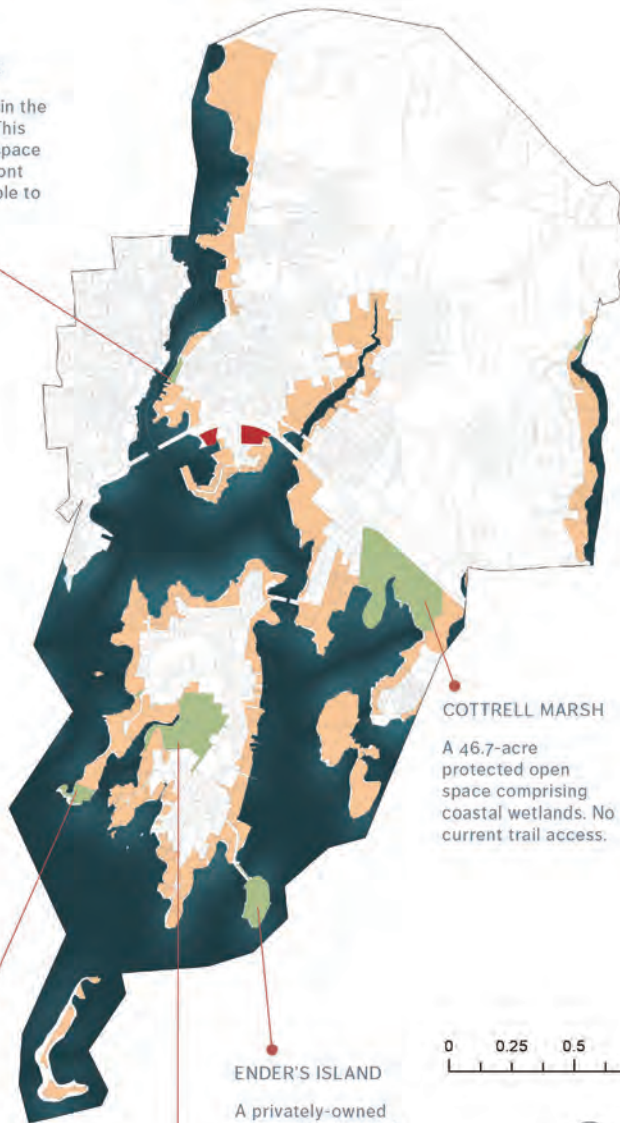 in the
This
space
ont
ble to
COTTRELL MARSH
A 46.7-acre
protected open
space comprising
coastal wetlands. No
current trail access.
0 0.25 0.5
ENDER'S ISLAND
A privately-owned